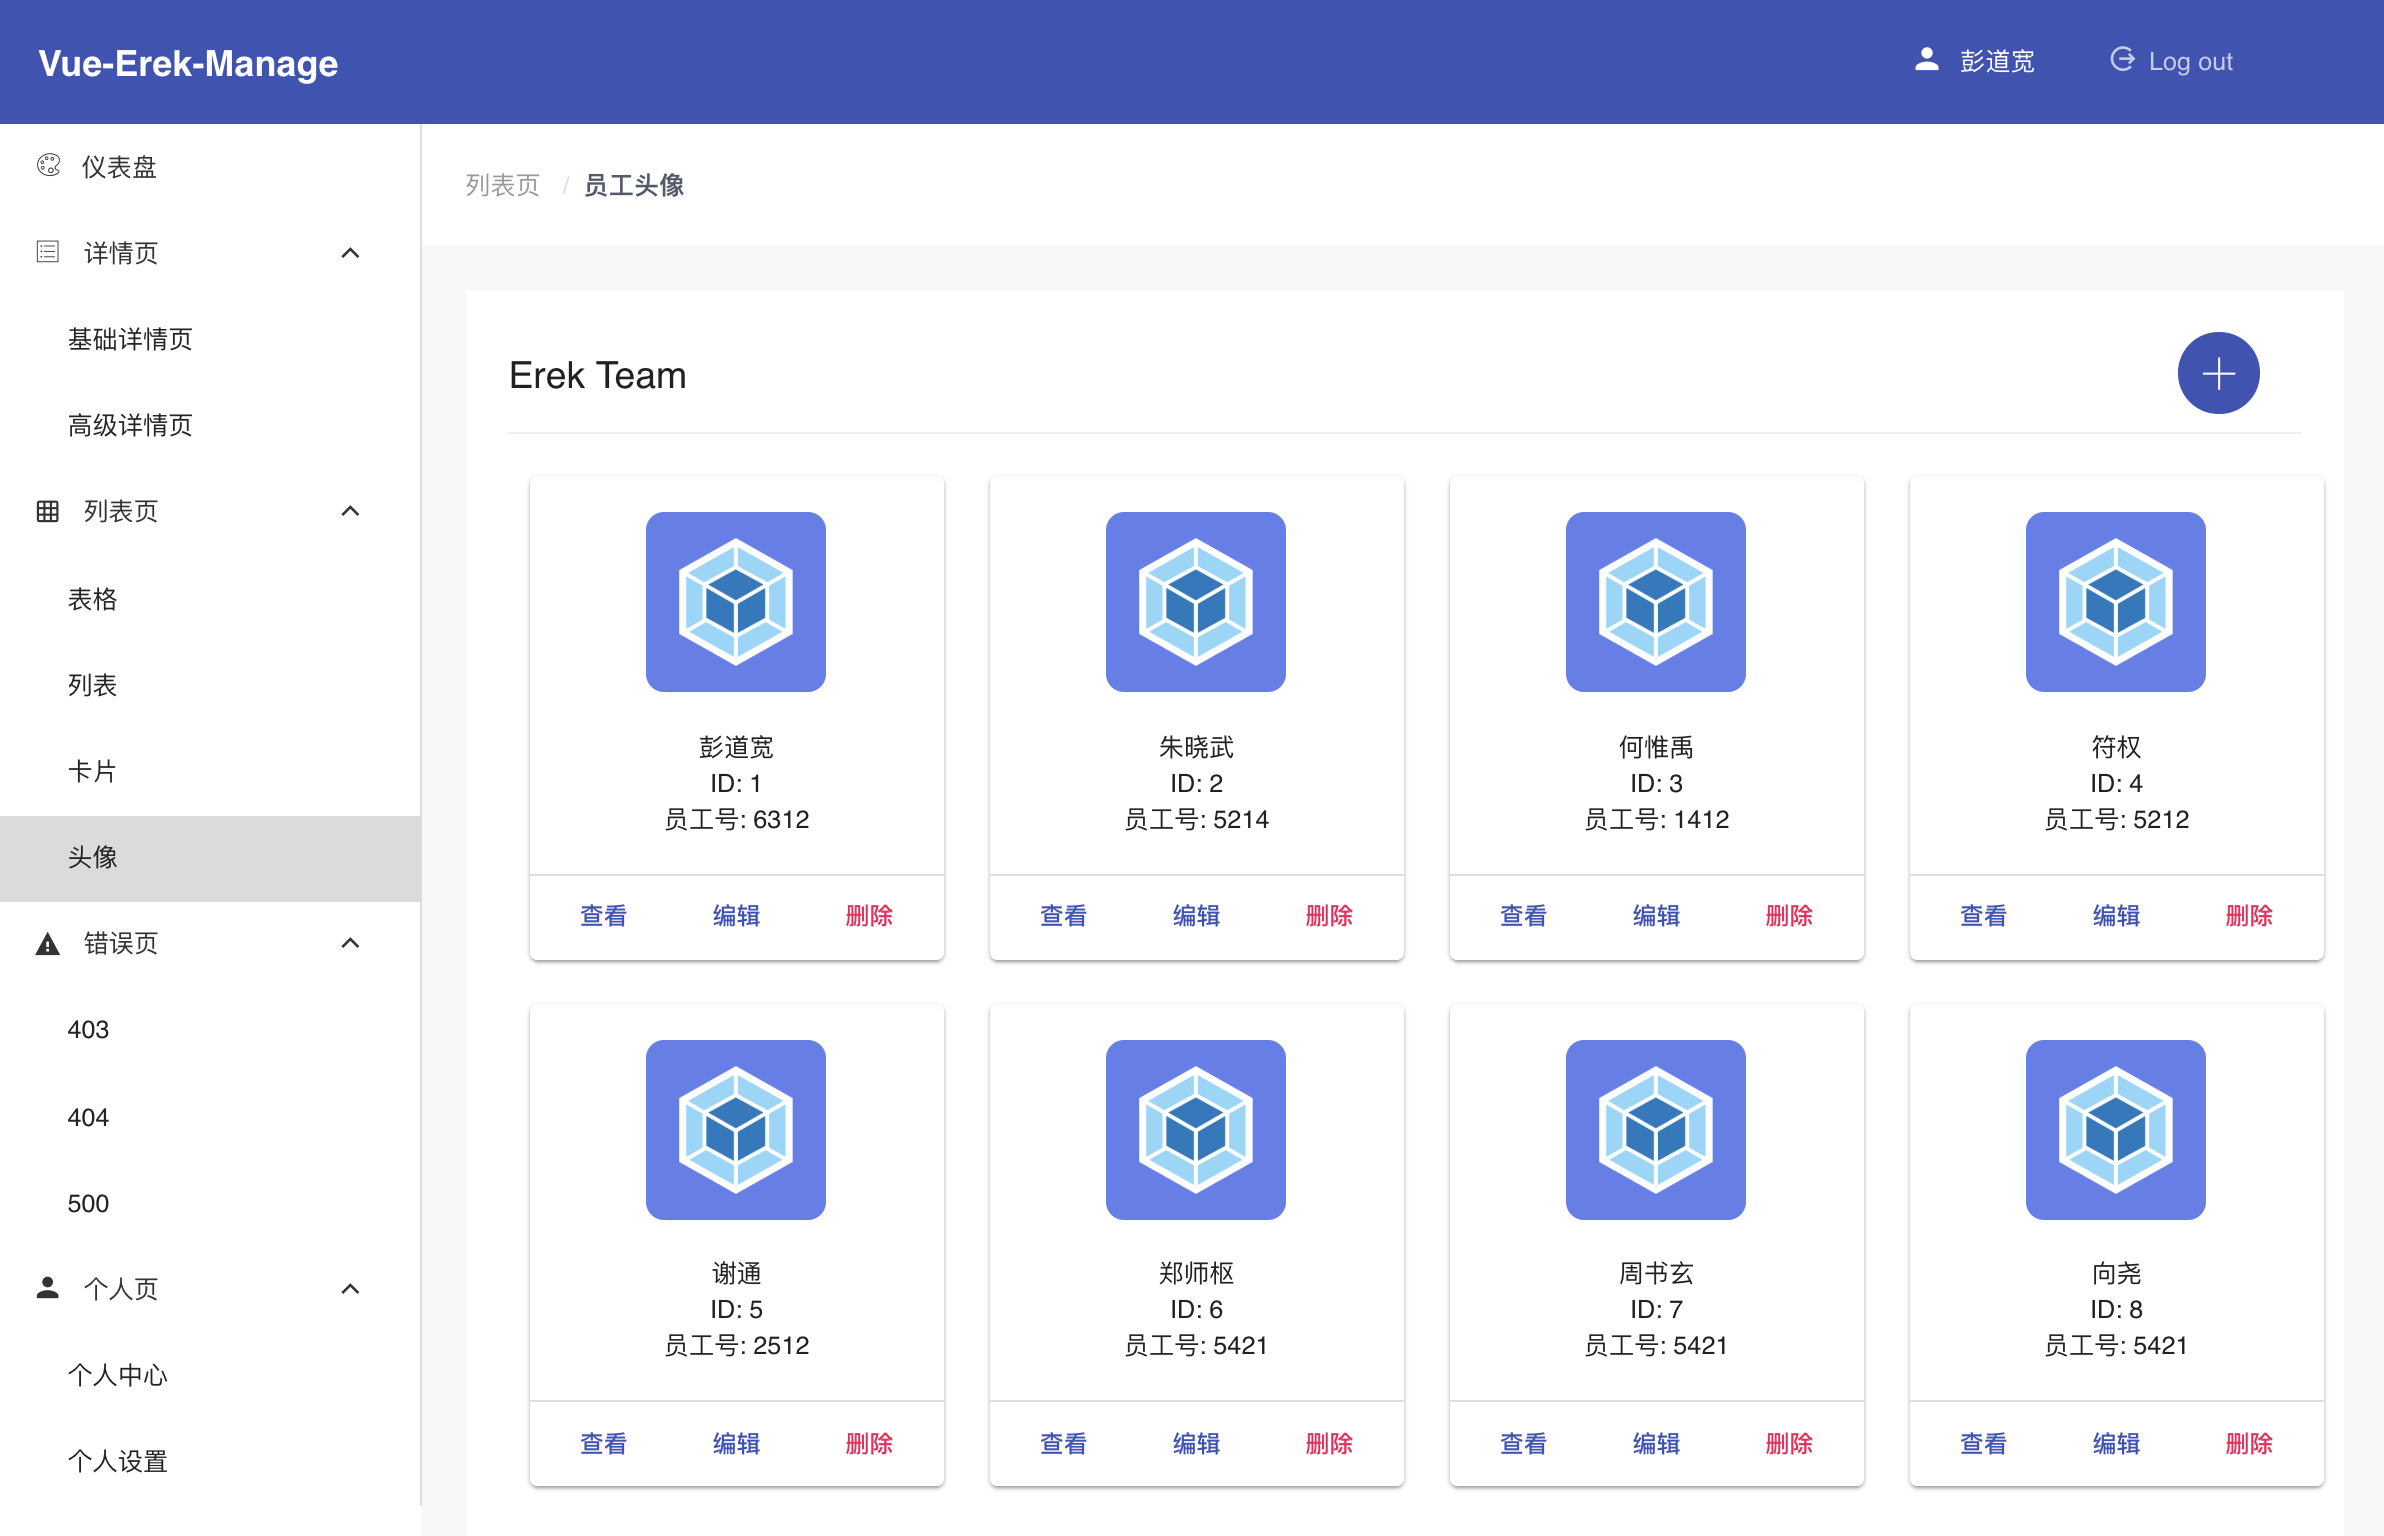 Vue-Erek-Manage
彭道宽
Log out
仪表盘
详情页
基础详情页
高级详情页
列表页
表格
列表
卡片
头像
错误页
403
404
500
个人页
个人中心
个人设置
列表页 / 员工头像
Erek Team
彭道宽
ID: 1
员工号: 6312
查看 编辑 删除
朱晓武
ID: 2
员工号: 5214
查看 编辑 删除
何惟禹
ID: 3
员工号: 1412
查看 编辑 删除
符权
ID: 4
员工号: 5212
查看 编辑 删除
谢通
ID: 5
员工号: 2512
查看 编辑 删除
郑师枢
ID: 6
员工号: 5421
查看 编辑 删除
周书玄
ID: 7
员工号: 5421
查看 编辑 删除
向尧
ID: 8
员工号: 5421
查看 编辑 删除